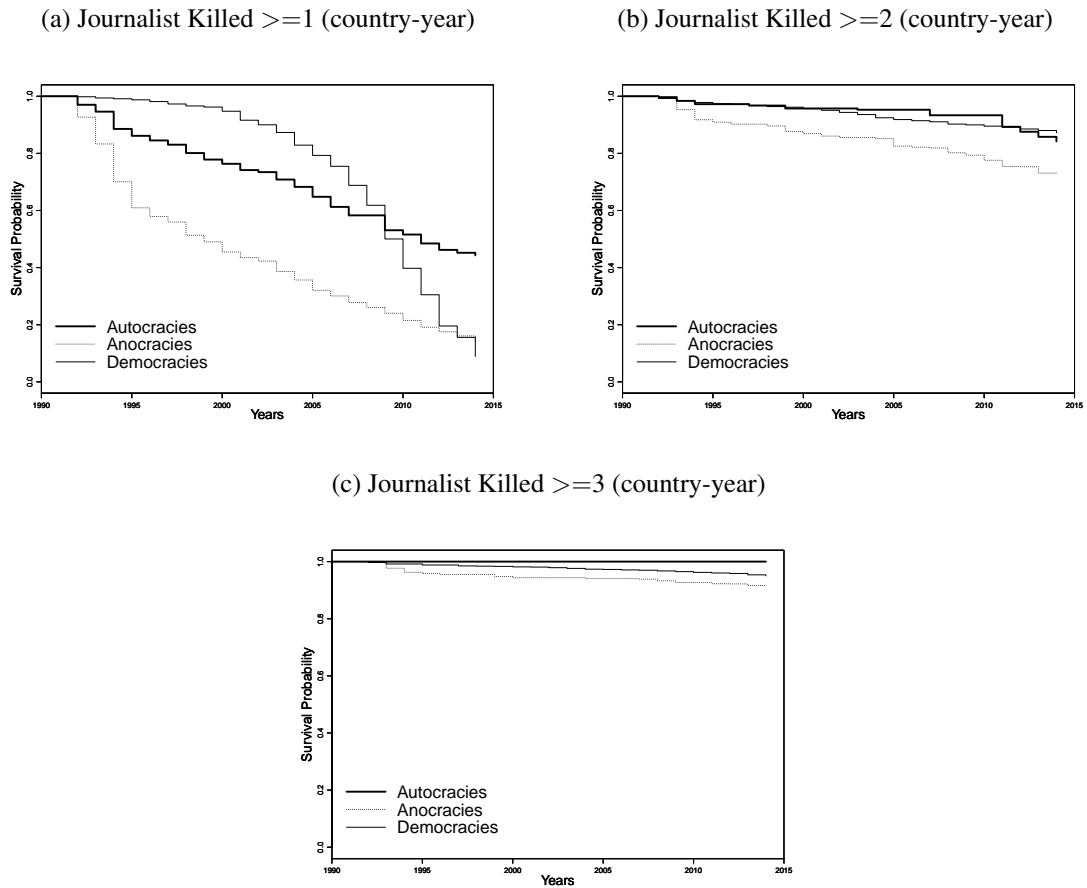 (a) Journalist Killed >=1 (country-year)
Survival Probability
1.0
0.8
0.6
0.4
0.2
0.0
Autocracies
Anocracies
Democracies
1990
1995
2000
2005
2010
2015
Years
(b) Journalist Killed >=2 (country-year)
Survival Probability
1.0
0.8
0.6
0.4
0.2
0.0
Autocracies
Anocracies
Democracies
1990
1995
2000
2005
2010
2015
Years
(c) Journalist Killed >=3 (country-year)
Survival Probability
1.0
0.8
0.6
0.4
0.2
0.0
Autocracies
Anocracies
Democracies
1990
1995
2000
2005
2010
2015
Years